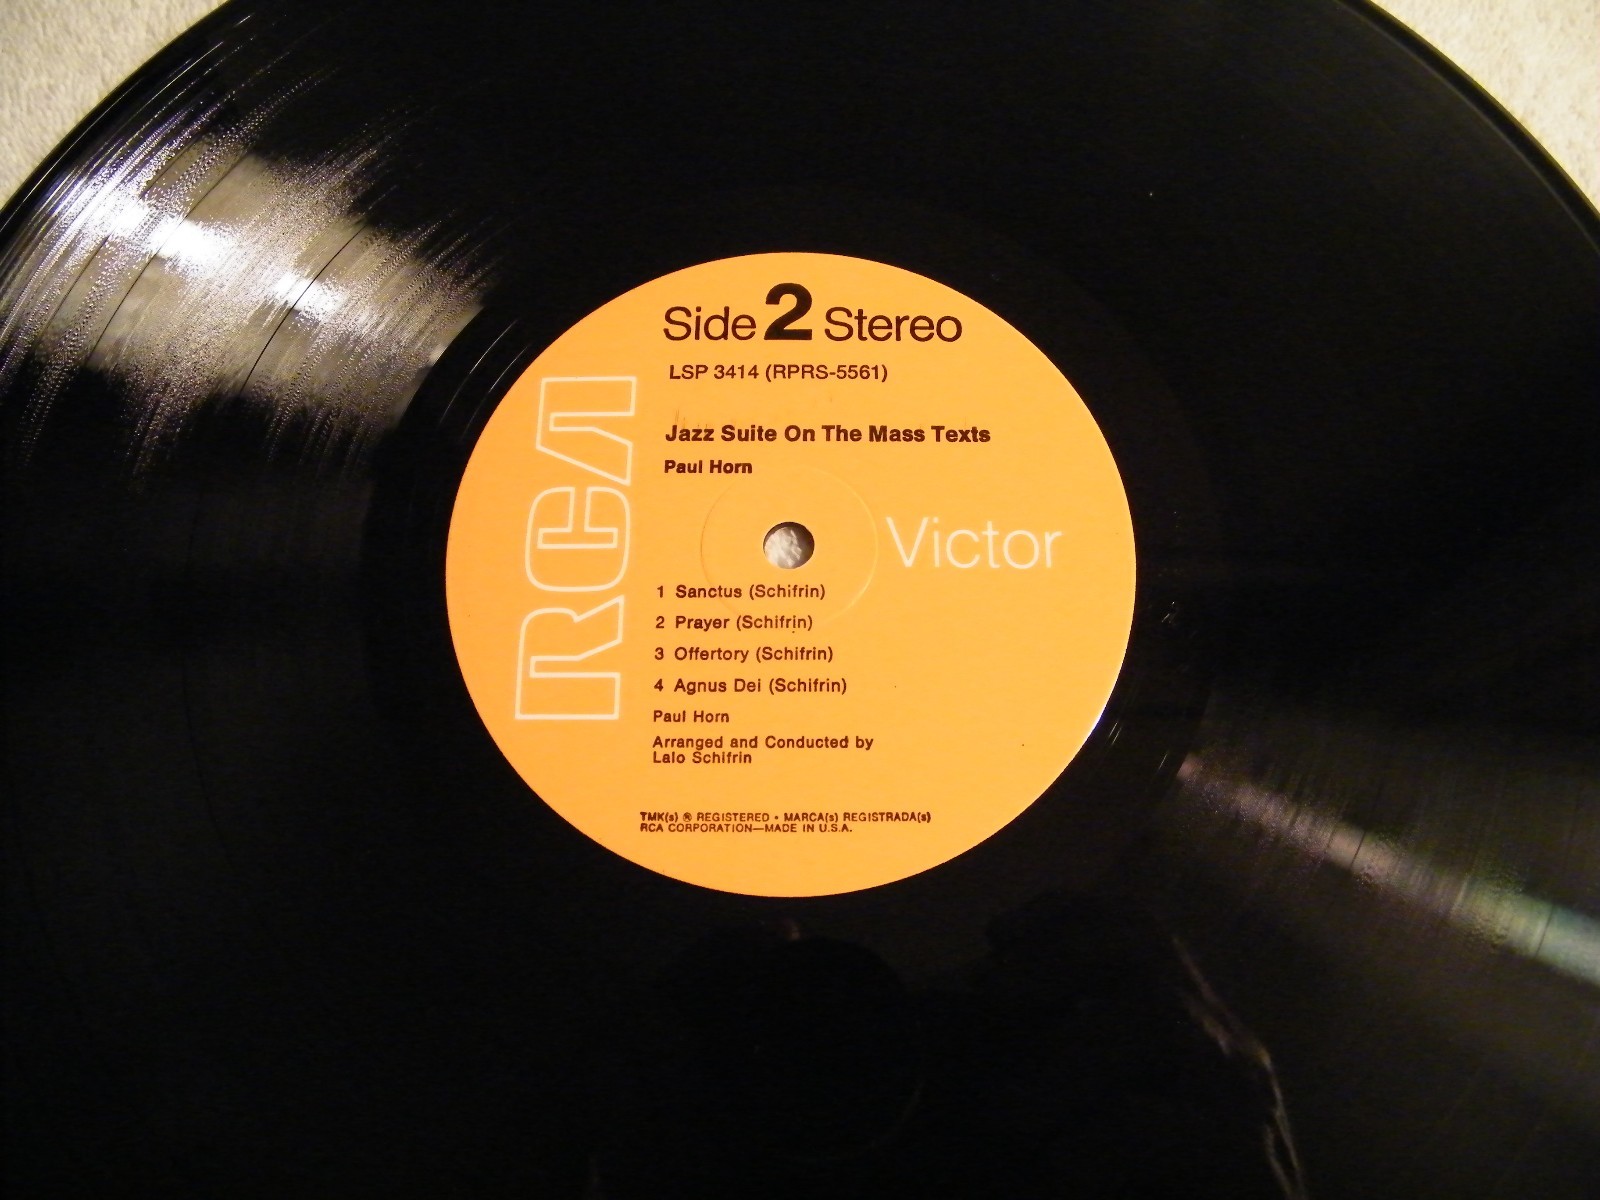 Side 2 Stereo
LSP 3414 (RPRS-5561)
Jazz Suite On The Mass Texts
Paul Horn
RCA
Victor
1 Sanctus (Schifrin)
2 Prayer (Schifrin)
3 Offertory (Schifrin)
4 Agnus Dei (Schifrin)
Paul Horn
Arranged and Conducted by
Lalo Schifrin
TMK(s) ® REGISTERED • MARCA(s) REGISTRADA(s)
RCA CORPORATION—MADE IN U.S.A.